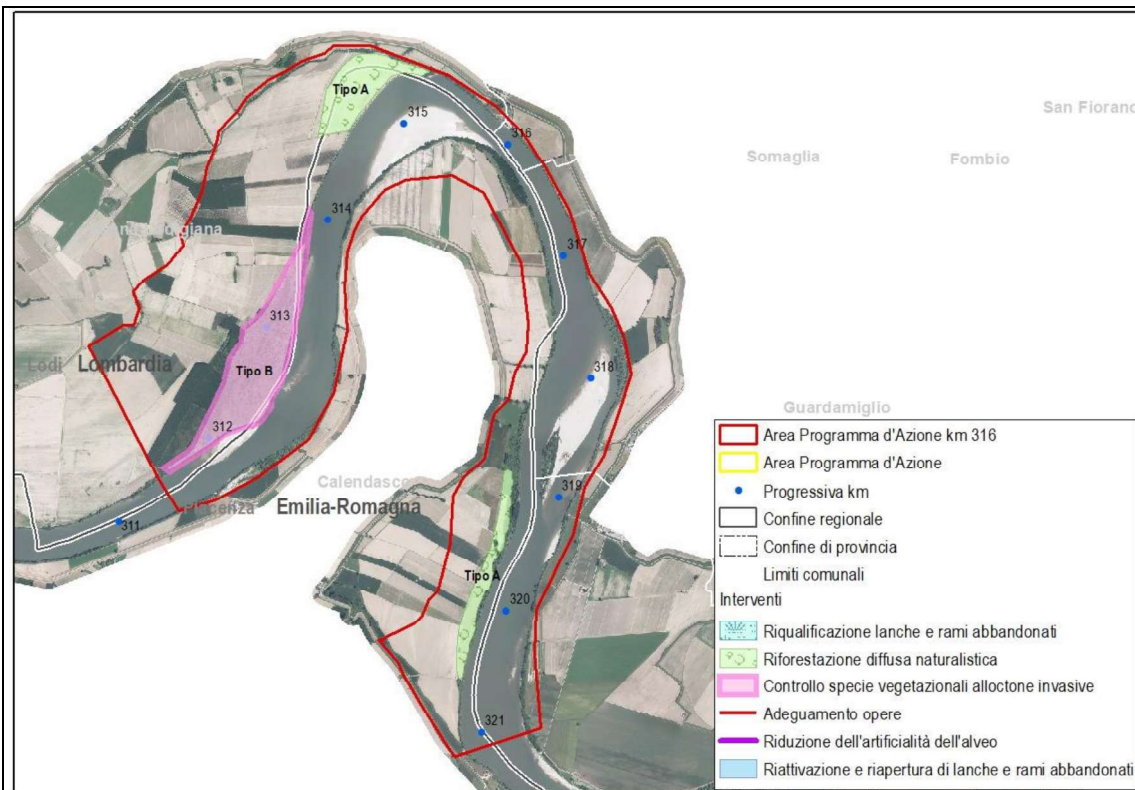 Tipo A
315
316
San Fiorano
Somaglia
Fombio
314
317
313
Lodi
Lombardia
Tipo B
318
312
Guardamiglio
Calendasco
319
Piacenza
Emilia-Romagna
311
Tipo A
320
321
Area Programma d'Azione km 316
Area Programma d'Azione
Progressiva km
Confine regionale
Confine di provincia
Limiti comunali
Interventi
Riqualificazione lanche e rami abbandonati
Riforestazione diffusa naturalistica
Controllo specie vegetazionali alloctone invasive
Adeguamento opere
Riduzione dell'artificialità dell'alveo
Riattivazione e riapertura di lanche e rami abbandonati